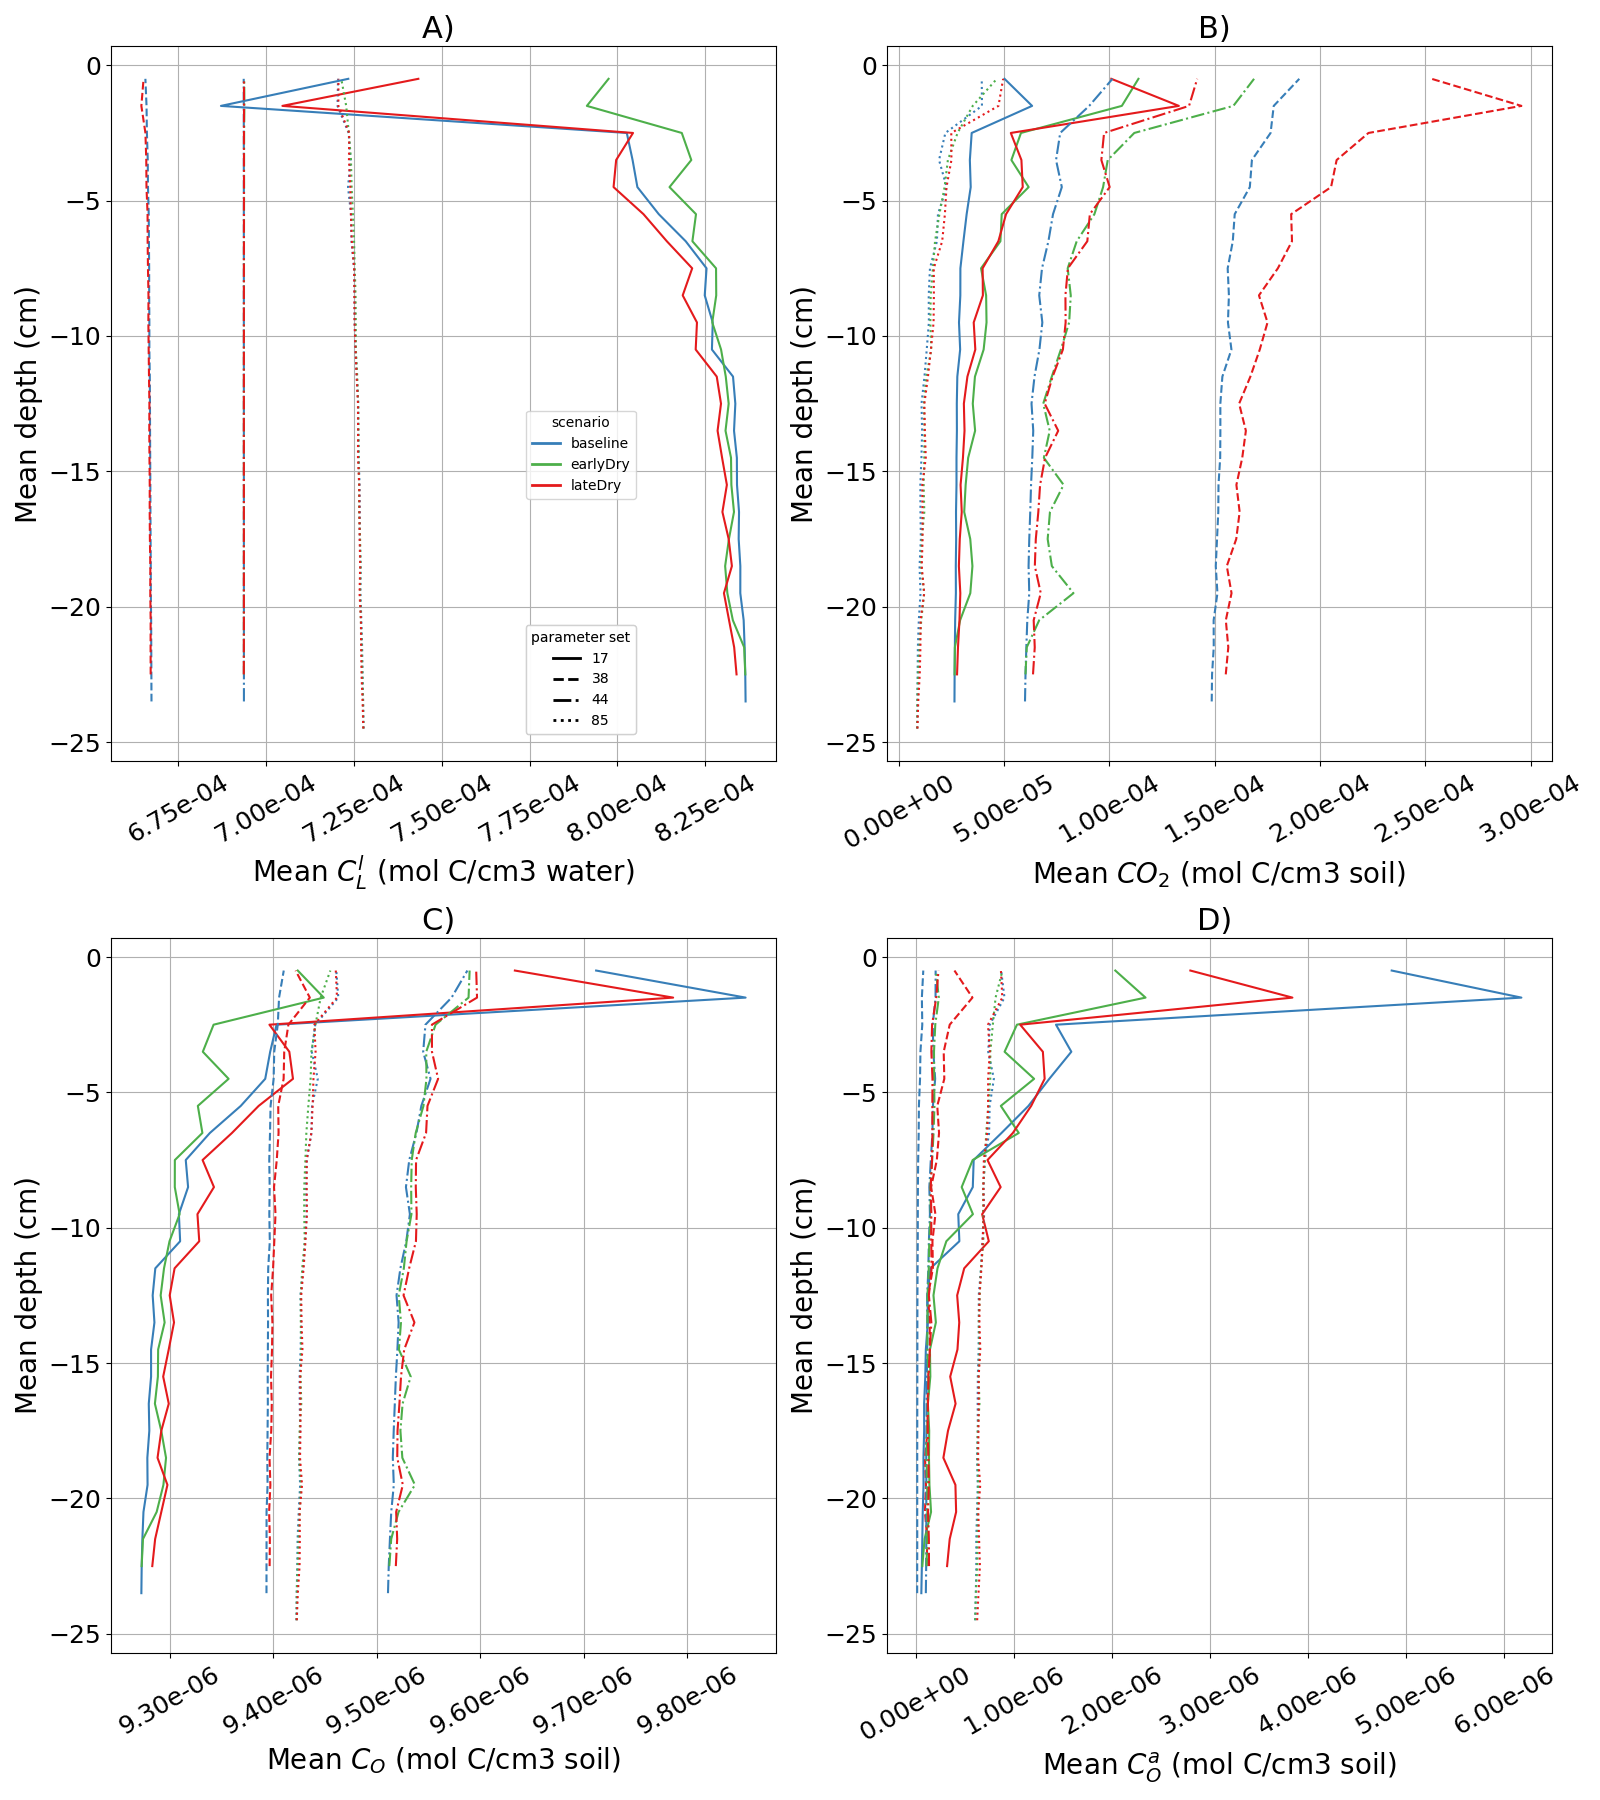 A)
0
−5
−10
−15
−20
−25
Mean depth (cm)
scenario
baseline
earlyDry
lateDry
parameter set
17
38
44
85
6.75e-04
7.00e-04
7.25e-04
7.50e-04
7.75e-04
8.00e-04
8.25e-04
Mean $C_L^l$ (mol C/cm3 water)
B)
0
−5
−10
−15
−20
−25
Mean depth (cm)
0.00e+00
5.00e-05
1.00e-04
1.50e-04
2.00e-04
2.50e-04
3.00e-04
Mean $CO_2$ (mol C/cm3 soil)
C)
0
−5
−10
−15
−20
−25
Mean depth (cm)
9.30e-06
9.40e-06
9.50e-06
9.60e-06
9.70e-06
9.80e-06
Mean $C_O$ (mol C/cm3 soil)
D)
0
−5
−10
−15
−20
−25
Mean depth (cm)
0.00e+00
1.00e-06
2.00e-06
3.00e-06
4.00e-06
5.00e-06
6.00e-06
Mean $C_O^a$ (mol C/cm3 soil)